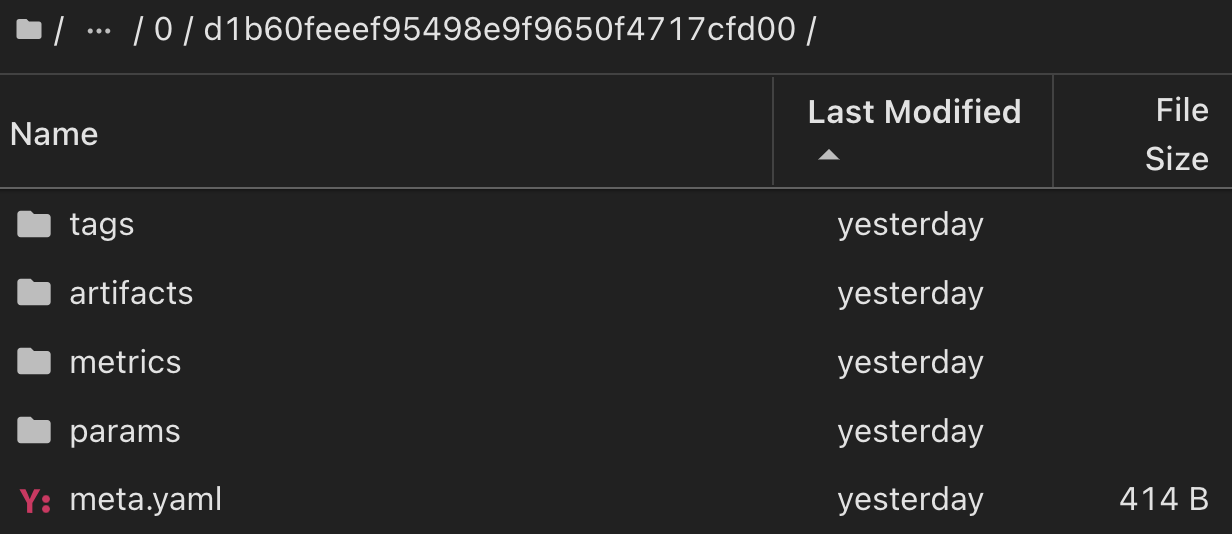 / ... / 0 / d1b60feeef95498e9f9650f4717cfd00 /
Name Last Modified File Size
tags yesterday
artifacts yesterday
metrics yesterday
params yesterday
Y: meta.yaml yesterday 414 B